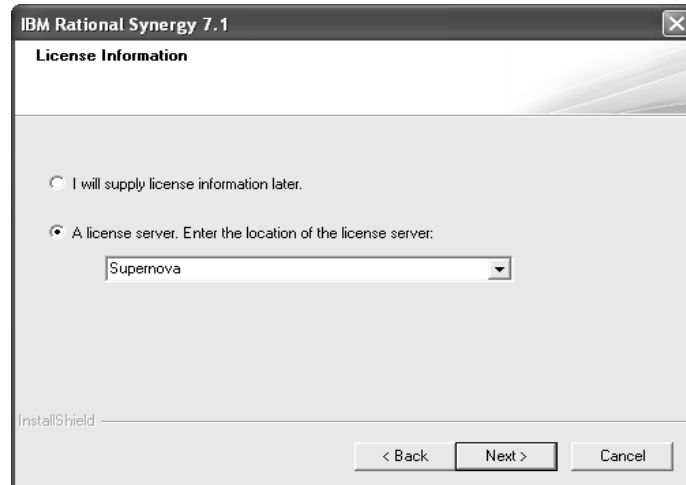 IBM Rational Synergy 7.1
License Information
I will supply license information later.
A license server. Enter the location of the license server:
Supernova
InstallShield
< Back Next > Cancel